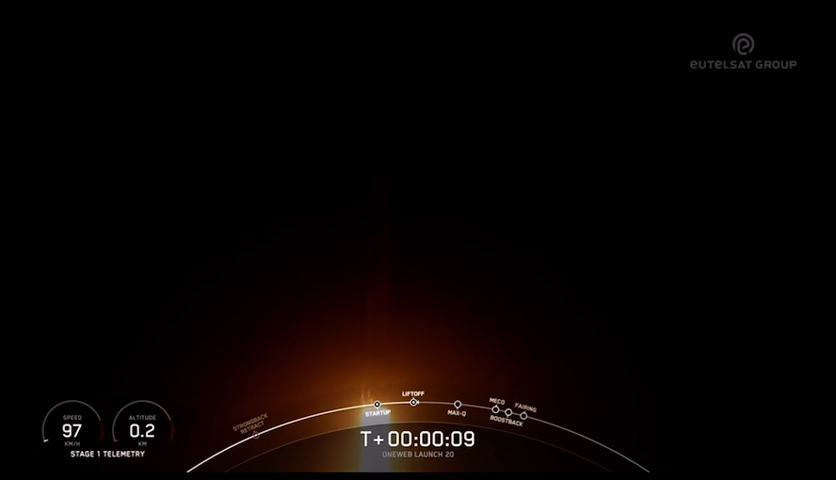 eUTeLSAT GROUP
STRONGBACK
RETRACT
STARTUP
LIFTOFF
MAX-Q
MECO
BOOSTBACK
FAIRING
SPEED
97
KM/H
ALTITUDE
0.2
KM
STAGE 1 TELEMETRY
T+ 00:00:09
ONEWEB LAUNCH 20